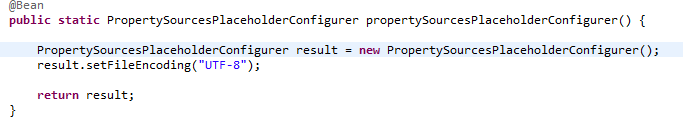 @Bean
public static PropertySourcesPlaceholderConfigurer propertySourcesPlaceholderConfigurer() {
PropertySourcesPlaceholderConfigurer result = new PropertySourcesPlaceholderConfigurer();
result.setFileEncoding("UTF-8");
return result;
}